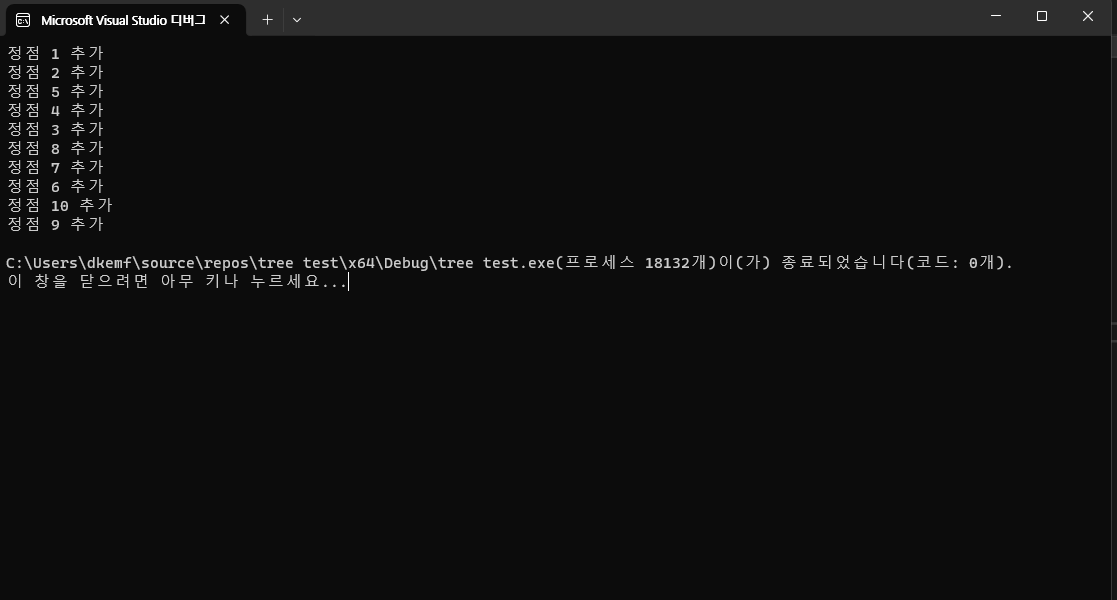 Microsoft Visual Studio 디버그
정점 1 추가
정점 2 추가
정점 5 추가
정점 4 추가
정점 3 추가
정점 8 추가
정점 7 추가
정점 6 추가
정점 10 추가
정점 9 추가
C:\Users\dkemf\source\repos\tree test\x64\Debug\tree test.exe(프로세스 18132개)이(가) 종료되었습니다(코드: 0개).
이 창을 닫으려면 아무 키나 누르세요...